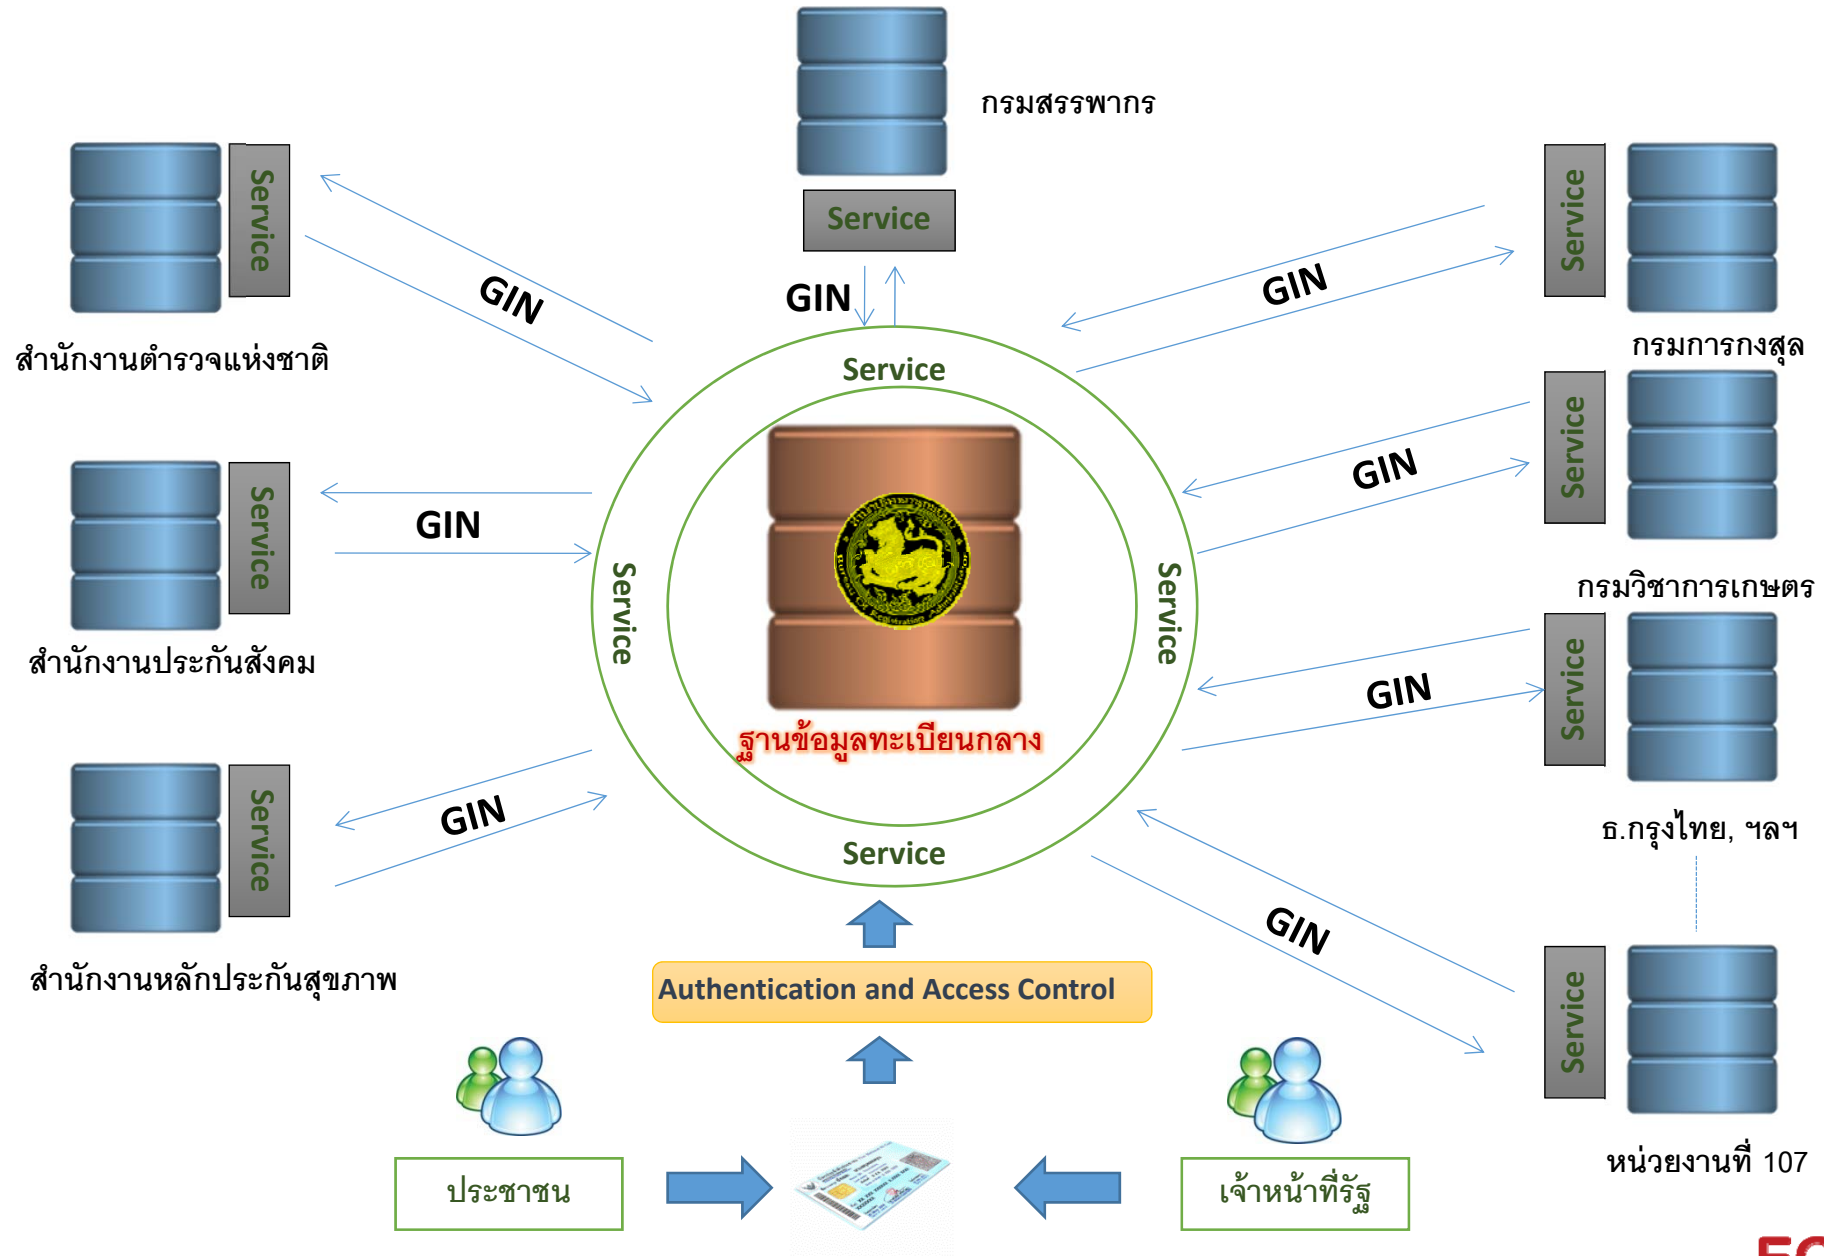 กรมสรรพากร
Service
Service
Service
Service
GIN
GIN
GIN
สำนักงานตำรวจแห่งชาติ
กรมการกงสุล
Service
Service
Service
GIN
GIN
Service
Service
กรมวิชาการเกษตร
สำนักงานประกันสังคม
Service
GIN
ฐานข้อมูลทะเบียนกลาง
Service
GIN
ธ.กรุงไทย, ฯลฯ
Service
GIN
สำนักงานหลักประกันสุขภาพ
Authentication and Access Control
Service
หน่วยงานที่ 107
ประชาชน
เจ้าหน้าที่รัฐ